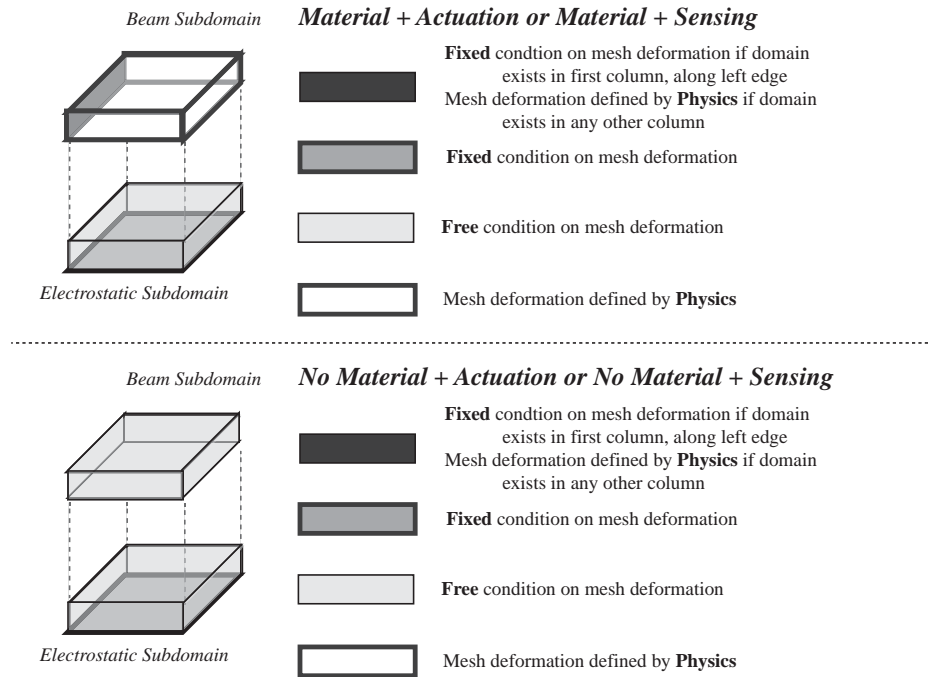 Beam Subdomain
Material + Actuation or Material + Sensing
Fixed condtion on mesh deformation if domain
exists in first column, along left edge
Mesh deformation defined by Physics if domain
exists in any other column
Fixed condition on mesh deformation
Free condition on mesh deformation
Electrostatic Subdomain
Mesh deformation defined by Physics
Beam Subdomain
No Material + Actuation or No Material + Sensing
Fixed condtion on mesh deformation if domain
exists in first column, along left edge
Mesh deformation defined by Physics if domain
exists in any other column
Fixed condition on mesh deformation
Free condition on mesh deformation
Electrostatic Subdomain
Mesh deformation defined by Physics